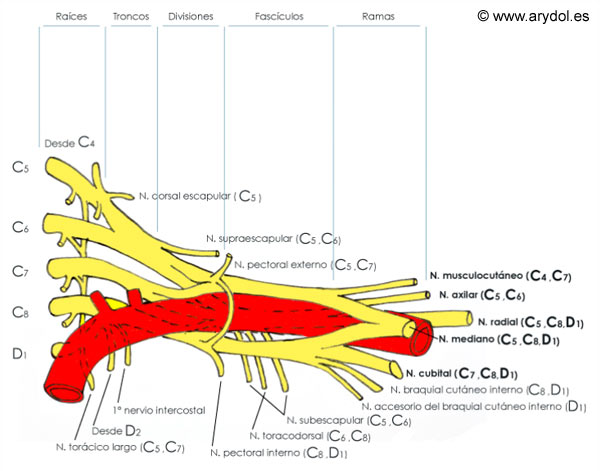 © www.arydol.es
Raíces Troncos Divisiones Fascículos Ramas
Desde C4
C5
N. corsal escapular ( C5 )
C6
N. supraescapular (C5,C6)
C7
N. pectoral externo (C5,C7)
N. musculocutáneo (C4,C7)
N. axilar (C5,C6)
C8
N. radial (C5,C8,D1)
N. mediano (C5,C8,D1)
D1
N. cubital (C7,C8,D1)
N. braquial cutáneo interno (C8,D1)
N. accesorio del braquial cutáneo interno (D1)
1º nervio intercostal
N. subescapular (C5,C6)
Desde D2
N. toracodorsal (C6,C8)
N. torácico largo (C5,C7)
N. pectoral interno (C8,D1)